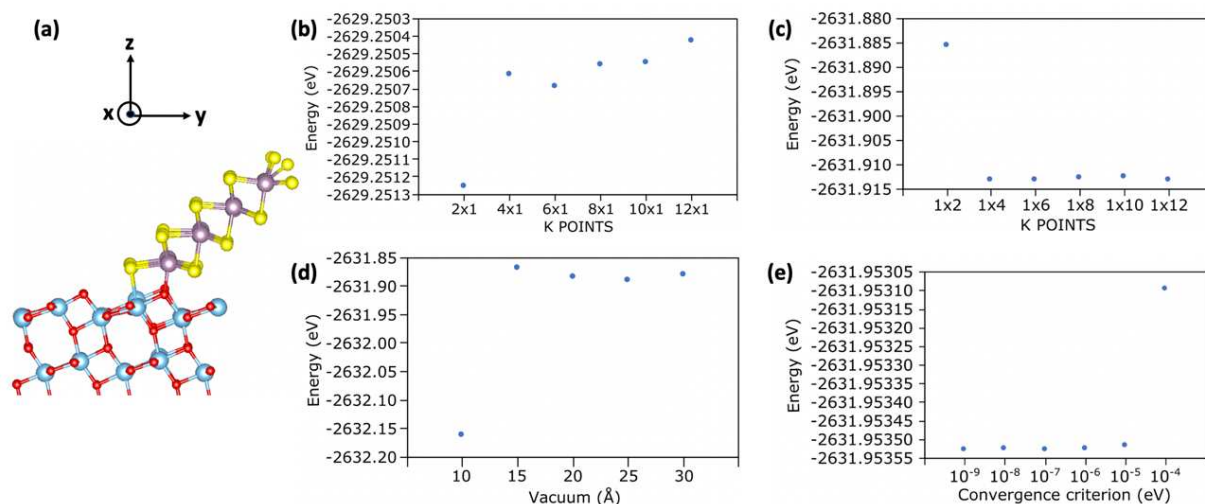 (a)
z
x
y
(b)
Energy (eV)
-2629.2503
-2629.2504
-2629.2505
-2629.2506
-2629.2507
-2629.2508
-2629.2509
-2629.2510
-2629.2511
-2629.2512
-2629.2513
2x1 4x1 6x1 8x1 10x1 12x1
K POINTS
(c)
Energy (eV)
-2631.880
-2631.885
-2631.890
-2631.895
-2631.900
-2631.905
-2631.910
-2631.915
1x2 1x4 1x6 1x8 1x10 1x12
K POINTS
(d)
Energy (eV)
-2631.85
-2631.90
-2631.95
-2632.00
-2632.05
-2632.10
-2632.15
-2632.20
10 15 20 25 30
Vacuum (Å)
(e)
Energy (eV)
-2631.95305
-2631.95310
-2631.95315
-2631.95320
-2631.95325
-2631.95330
-2631.95335
-2631.95340
-2631.95345
-2631.95350
-2631.95355
10⁻⁹ 10⁻⁸ 10⁻⁷ 10⁻⁶ 10⁻⁵ 10⁻⁴
Convergence criterion (eV)